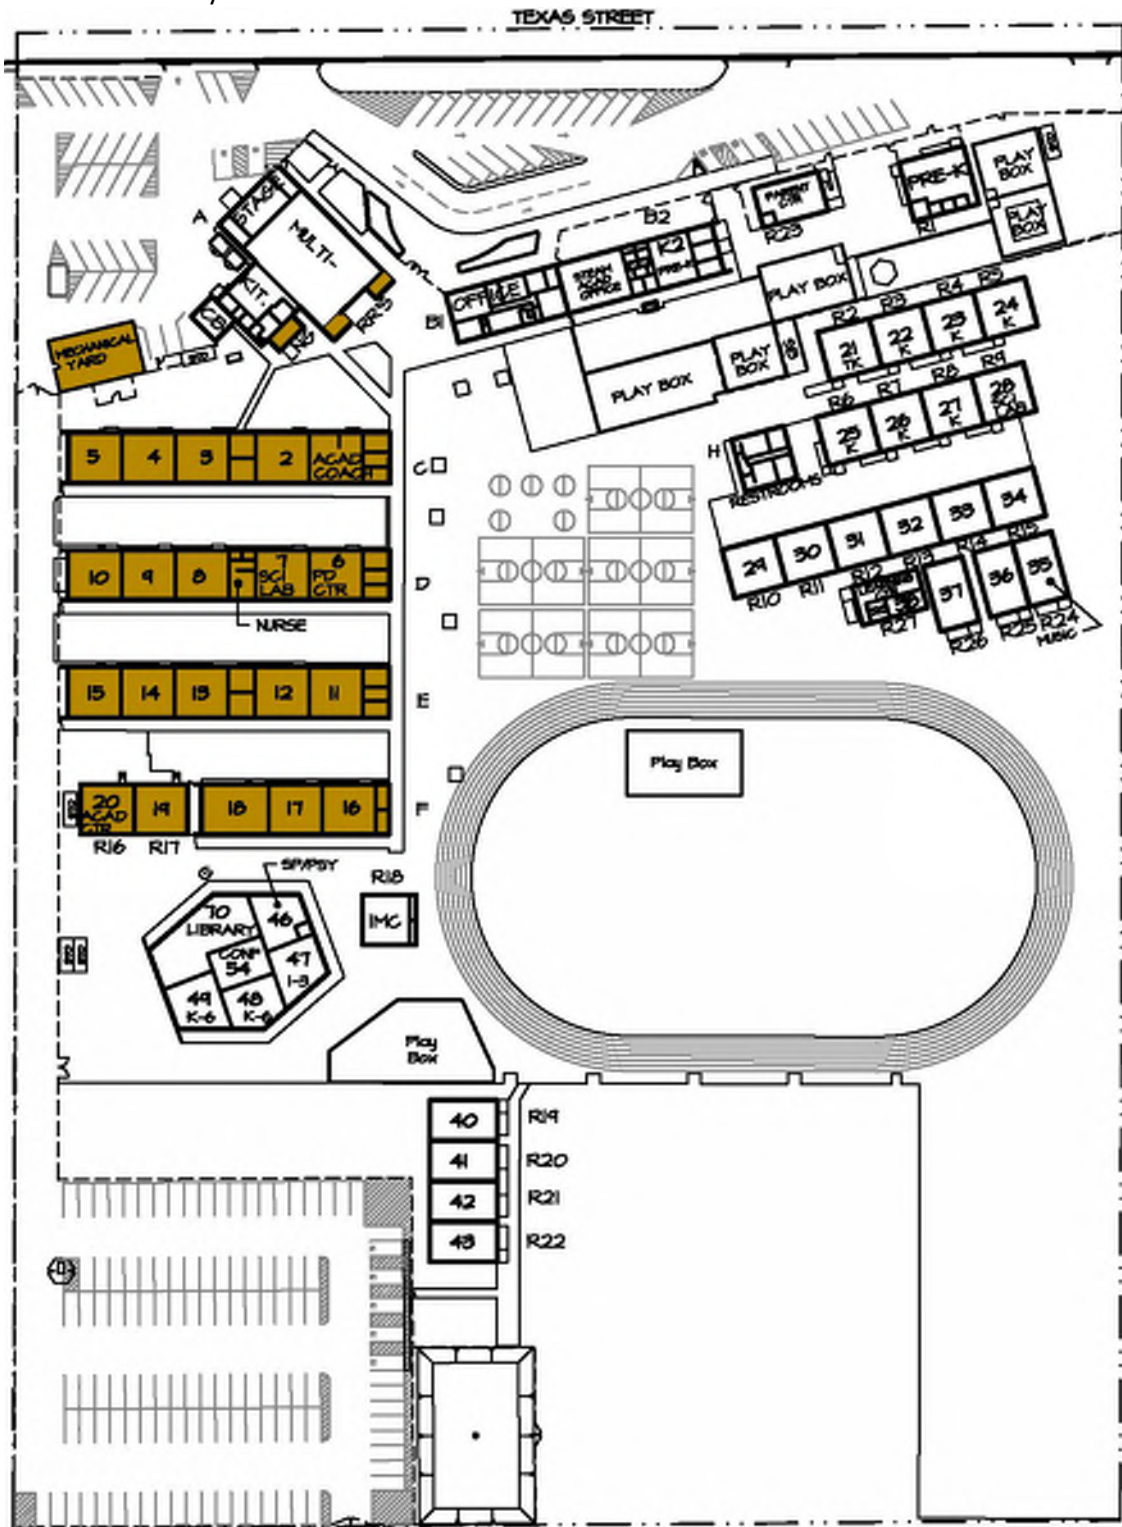 TEXAS STREET
A
STAGE
MULTI-
KIT.
RR'S
MECHANICAL
YARD
B2
B1
OFFICE
STEAM
ACAD
OFFICE
K2
PRE-K
PARENT
CTR
R23
PRE-K
R1
PLAY
BOX
PLAY
BOX
PLAY BOX
PLAY
BOX
PLAY BOX
R2
R3
R4
R5
21
TK
22
K
23
K
24
K
R6
R7
R8
R9
25
K
26
K
27
K
28
LAB
H
RESTROOMS
29
30
31
32
33
34
R10
R11
R12
R13
R14
R15
R27
37
36
35
R26
R25
R24
MUSIC
5
4
3
2
1
ACAD
COACH
C
10
9
8
7
SCI
LAB
6
PD
CTR
D
NURSE
15
14
13
12
11
E
20
ACAD
CTR
19
18
17
16
F
R16
R17
G
SP/PSY
R18
IMC
70
LIBRARY
46
CONF
54
47
1-3
49
K-6
48
K-6
Play Box
Play
Box
40
R19
41
R20
42
R21
43
R22